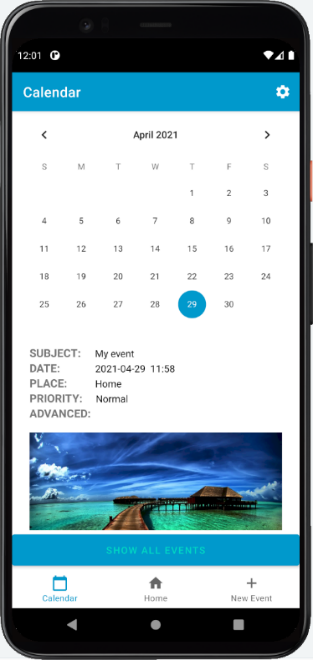 12:01
Calendar
April 2021
S M T W T F S
1 2 3
4 5 6 7 8 9 10
11 12 13 14 15 16 17
18 19 20 21 22 23 24
25 26 27 28 29 30
SUBJECT: My event
DATE: 2021-04-29 11:58
PLACE: Home
PRIORITY: Normal
ADVANCED:
SHOW ALL EVENTS
Calendar Home New Event